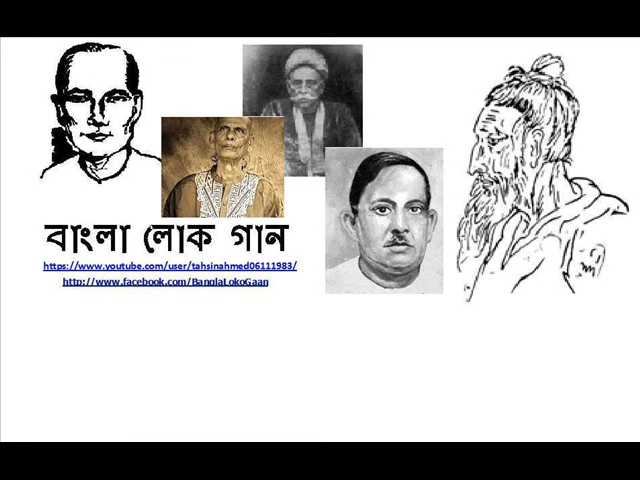 বাংলা লোক গান
https://www.youtube.com/user/tahsinahmed06111983/
http://www.facebook.com/BanglaLokoGaan